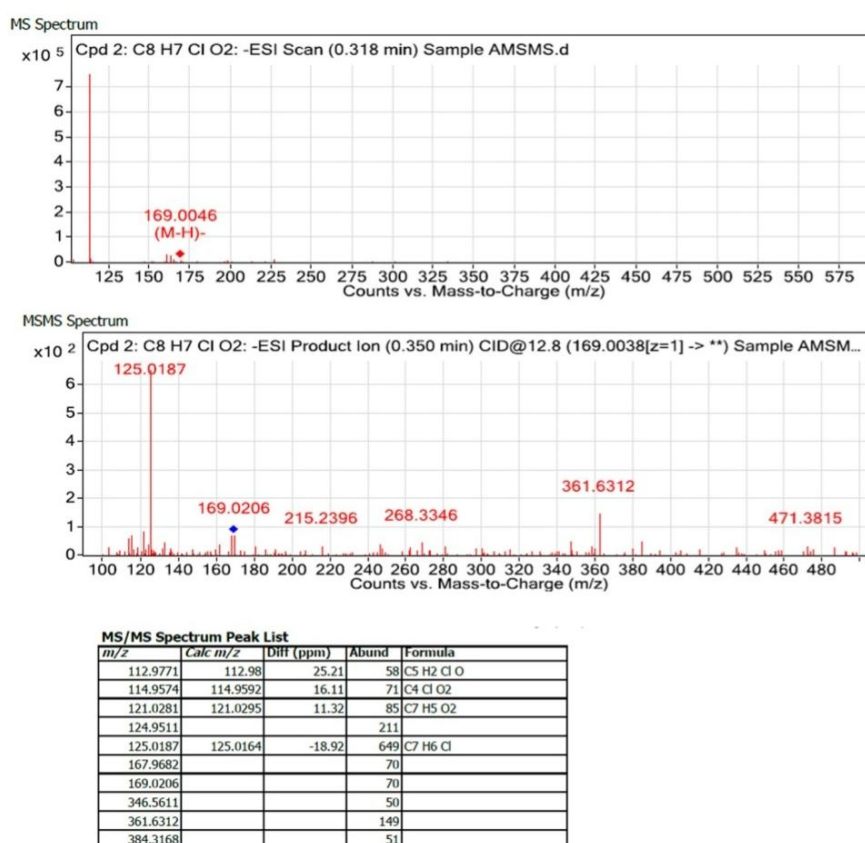 MS Spectrum
x10 5 Cpd 2: C8 H7 Cl O2: -ESI Scan (0.318 min) Sample AMSMS.d
7
6
5
4
3
2
1
0
169.0046
(M-H)-
125 150 175 200 225 250 275 300 325 350 375 400 425 450 475 500 525 550 575
Counts vs. Mass-to-Charge (m/z)
MSMS Spectrum
x10 2 Cpd 2: C8 H7 Cl O2: -ESI Product Ion (0.350 min) CID@12.8 (169.0038[z=1] -> **) Sample AMSM...
6
5
4
3
2
1
0
125.0187
169.0206
215.2396
268.3346
361.6312
471.3815
100 120 140 160 180 200 220 240 260 280 300 320 340 360 380 400 420 440 460 480
Counts vs. Mass-to-Charge (m/z)
MS/MS Spectrum Peak List
m/z Calc m/z Diff (ppm) Abund Formula
112.9771 112.98 25.21 58 C5 H2 Cl O
114.9574 114.9592 16.11 71 C4 Cl O2
121.0281 121.0295 11.32 85 C7 H5 O2
124.9511 211
125.0187 125.0164 -18.92 649 C7 H6 Cl
167.9682 70
169.0206 70
346.5611 50
361.6312 149
384.3168 51